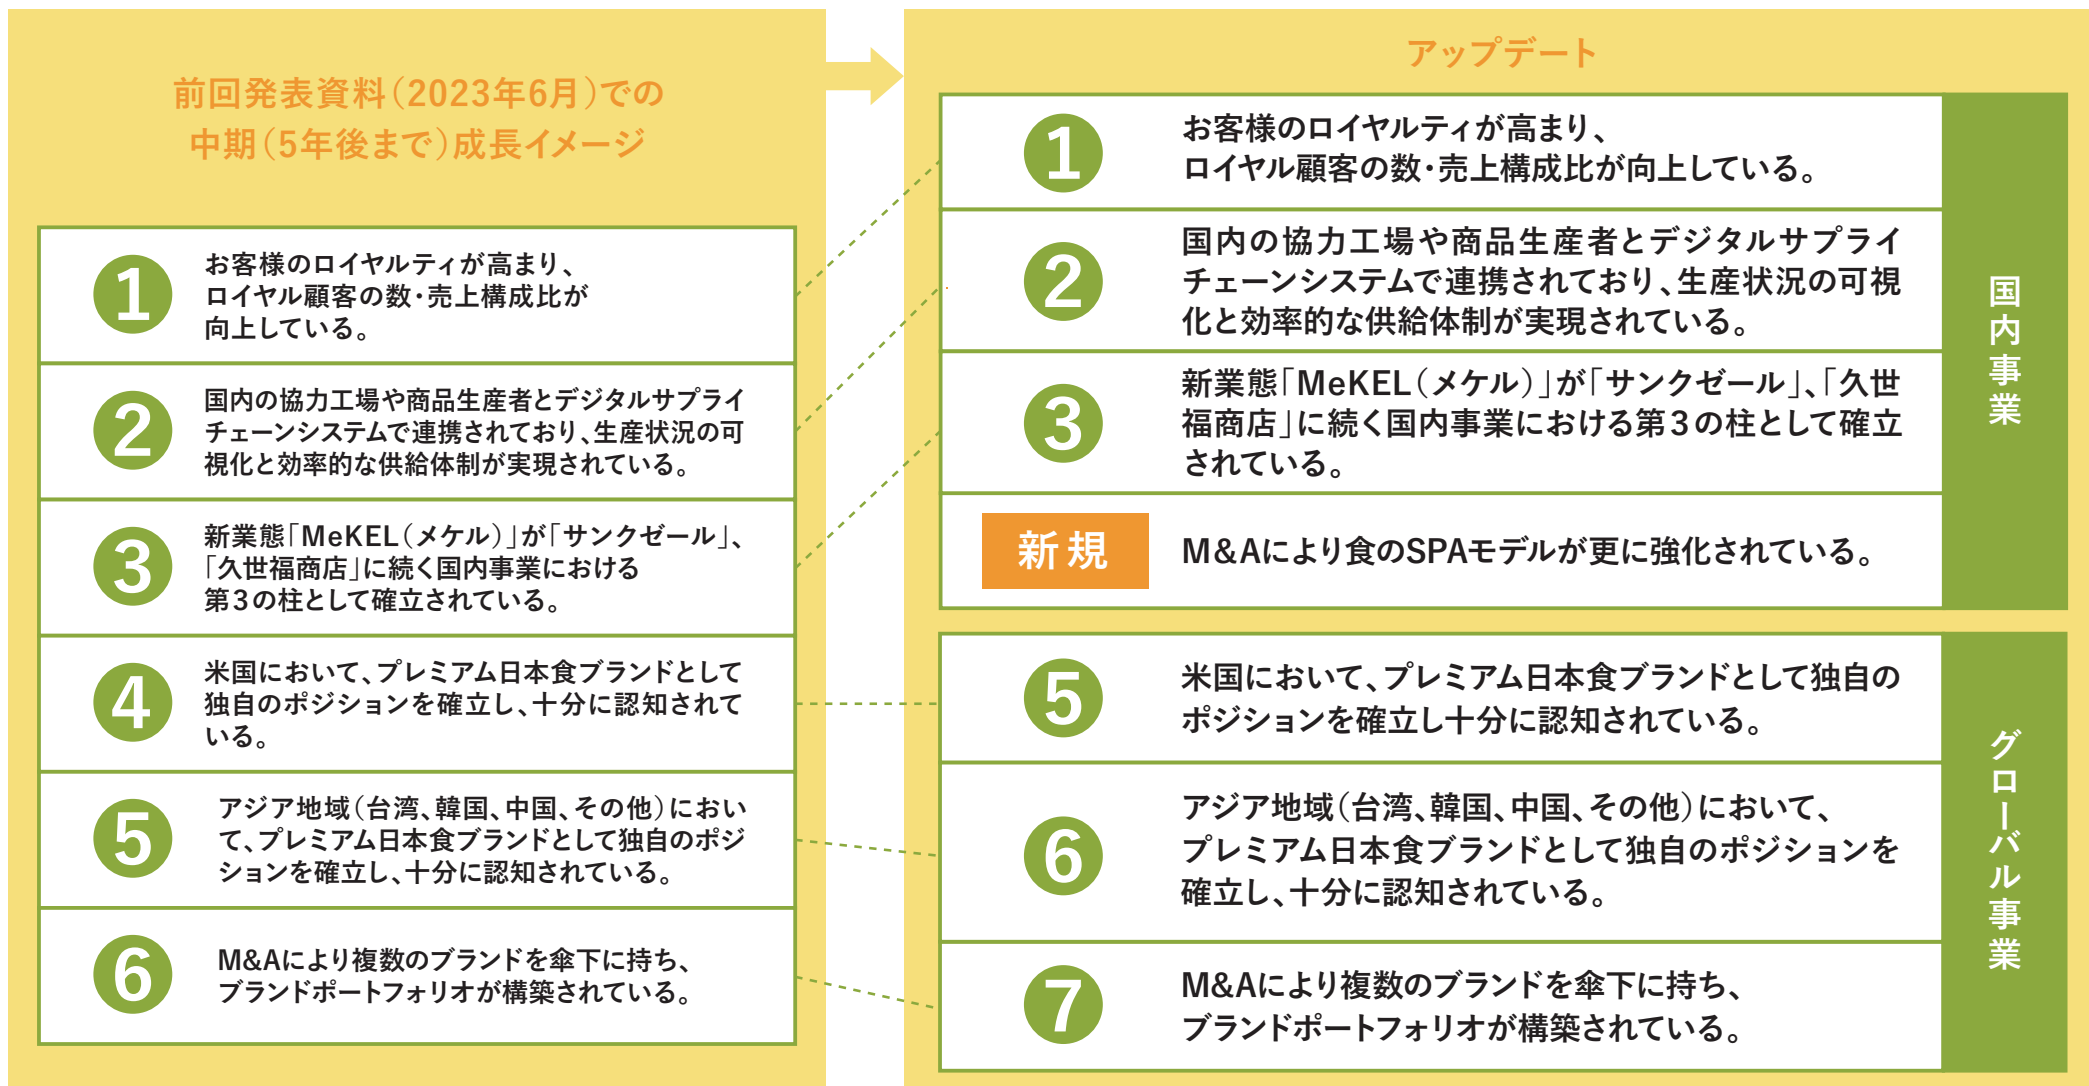 前回発表資料（2023年6月）での
中期（5年後まで）成長イメージ
1
お客様のロイヤルティが高まり、
ロイヤル顧客の数・売上構成比が
向上している。
2
国内の協力工場や商品生産者とデジタルサプライ
チェーンシステムで連携されており、生産状況の可
視化と効率的な供給体制が実現されている。
3
新業態「MeKEL（メケル）」が「サンクゼール」、
「久世福商店」に続く国内事業における
第３の柱として確立されている。
4
米国において、プレミアム日本食ブランドとして
独自のポジションを確立し、十分に認知されて
いる。
5
アジア地域（台湾、韓国、中国、その他）におい
て、プレミアム日本食ブランドとして独自のポジ
ションを確立し、十分に認知されている。
6
M&Aにより複数のブランドを傘下に持ち、
ブランドポートフォリオが構築されている。
アップデート
1
お客様のロイヤルティが高まり、
ロイヤル顧客の数・売上構成比が向上している。
2
国内の協力工場や商品生産者とデジタルサプライ
チェーンシステムで連携されており、生産状況の可視
化と効率的な供給体制が実現されている。
3
新業態「MeKEL（メケル）」が「サンクゼール」、「久世
福商店」に続く国内事業における第３の柱として確立
されている。
新規
M&Aにより食のSPAモデルが更に強化されている。
国内事業
5
米国において、プレミアム日本食ブランドとして独自の
ポジションを確立し十分に認知されている。
6
アジア地域（台湾、韓国、中国、その他）において、
プレミアム日本食ブランドとして独自のポジションを
確立し、十分に認知されている。
7
M&Aにより複数のブランドを傘下に持ち、
ブランドポートフォリオが構築されている。
グローバル事業